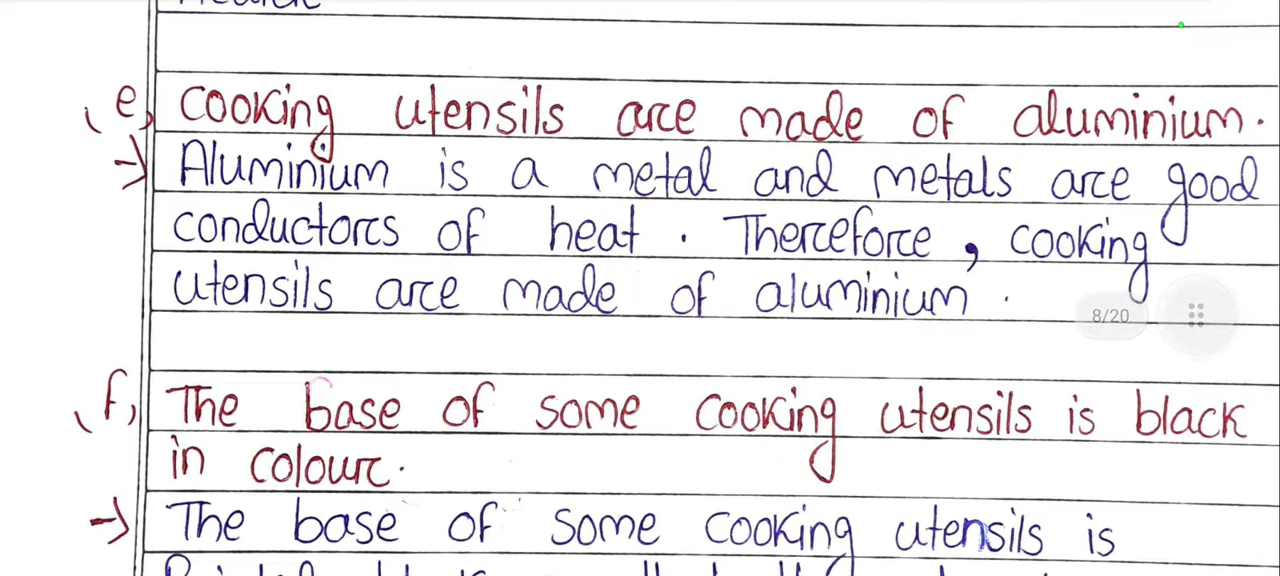 (e) Cooking utensils are made of aluminium.
→ Aluminium is a metal and metals are good
conductors of heat. Therefore, cooking
utensils are made of aluminium.
8/20
(f) The base of some cooking utensils is black
in colour.
→ The base of some cooking utensils is